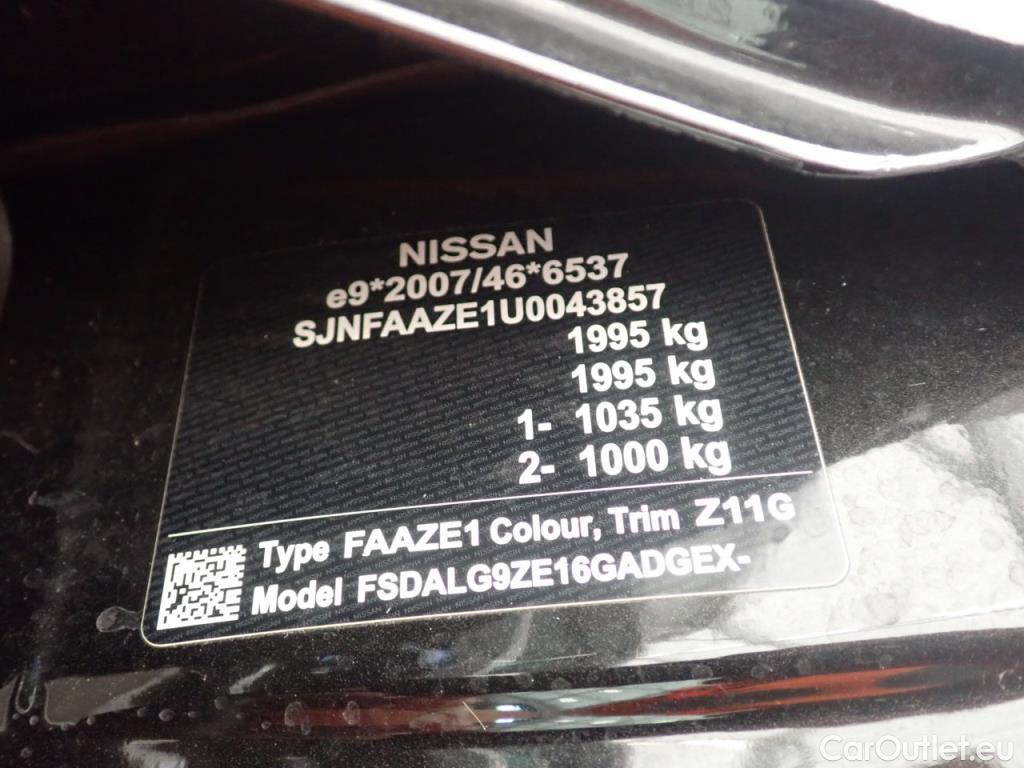 NISSAN
e9*2007/46*6537
SJNFAAZE1U0043857
1995 kg
1995 kg
1- 1035 kg
2- 1000 kg
Type FAAZE1 Colour, Trim Z11G
Model FSDALG9ZE16GADGEX-
CarOutlet.eu